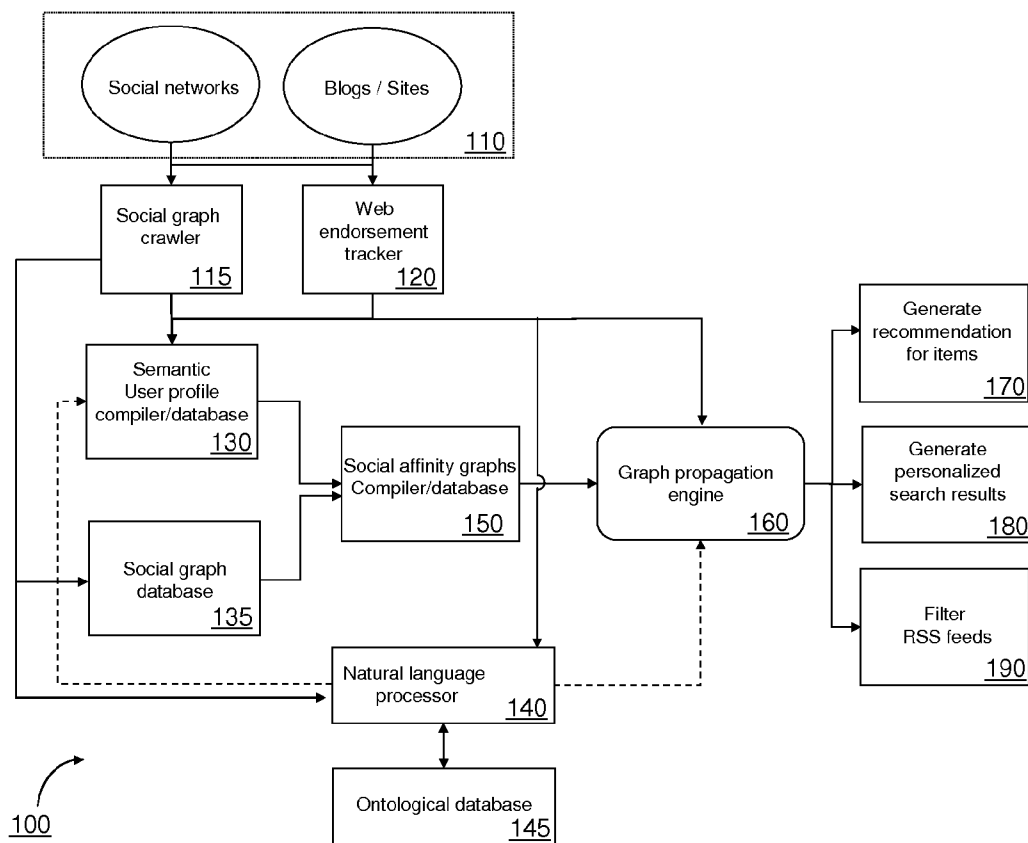 Social networks
Blogs / Sites
110
Social graph
crawler
115
Web
endorsement
tracker
120
Generate
recommendation
for items
170
Semantic
User profile
compiler/database
130
Social affinity graphs
Compiler/database
150
Graph propagation
engine
160
Generate
personalized
search results
180
Social graph
database
135
Filter
RSS feeds
190
Natural language
processor
140
Ontological database
145
100